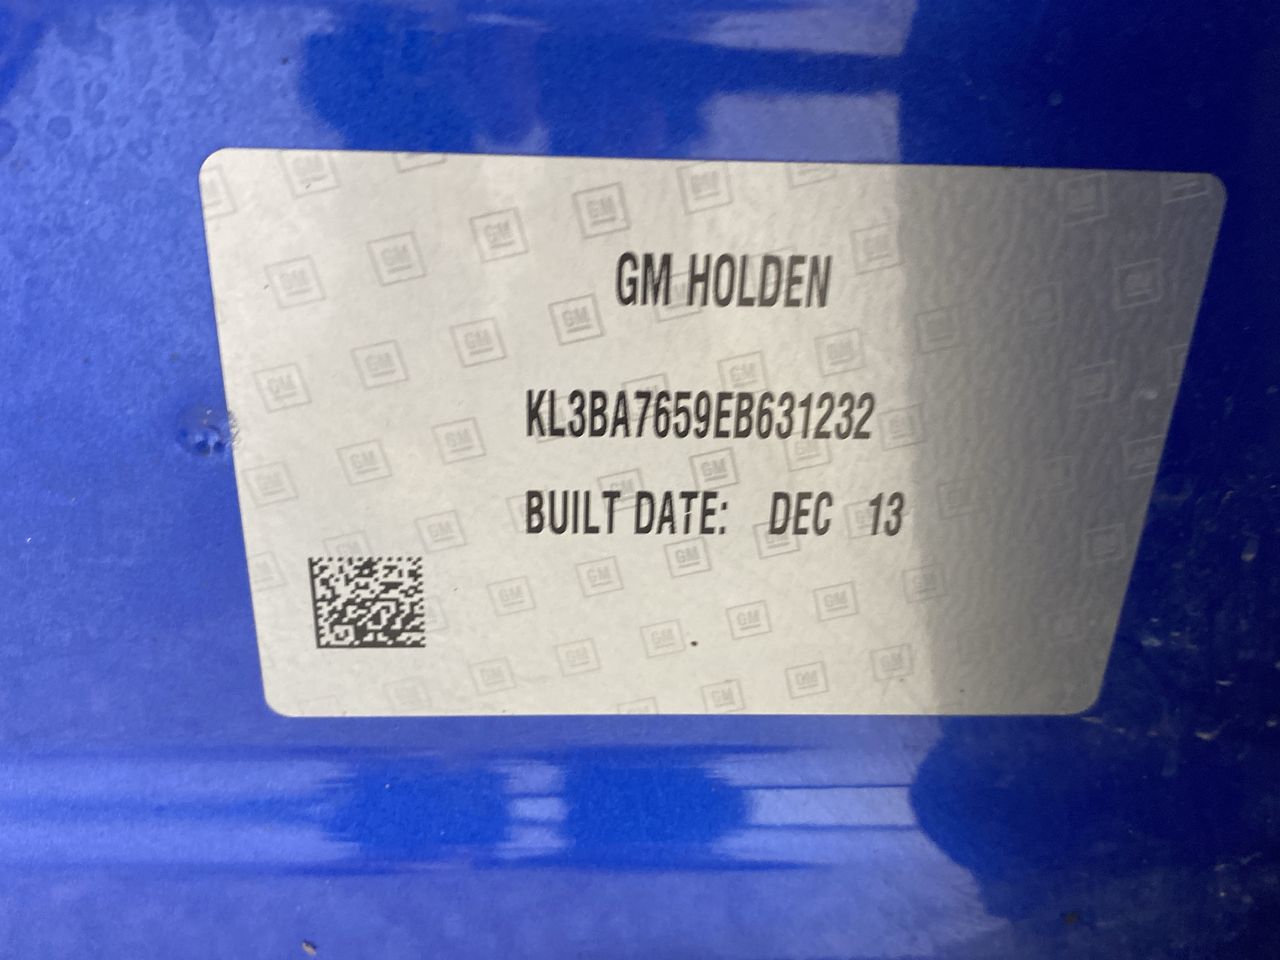 GM HOLDEN
KL3BA7659EB631232
BUILT DATE: DEC 13